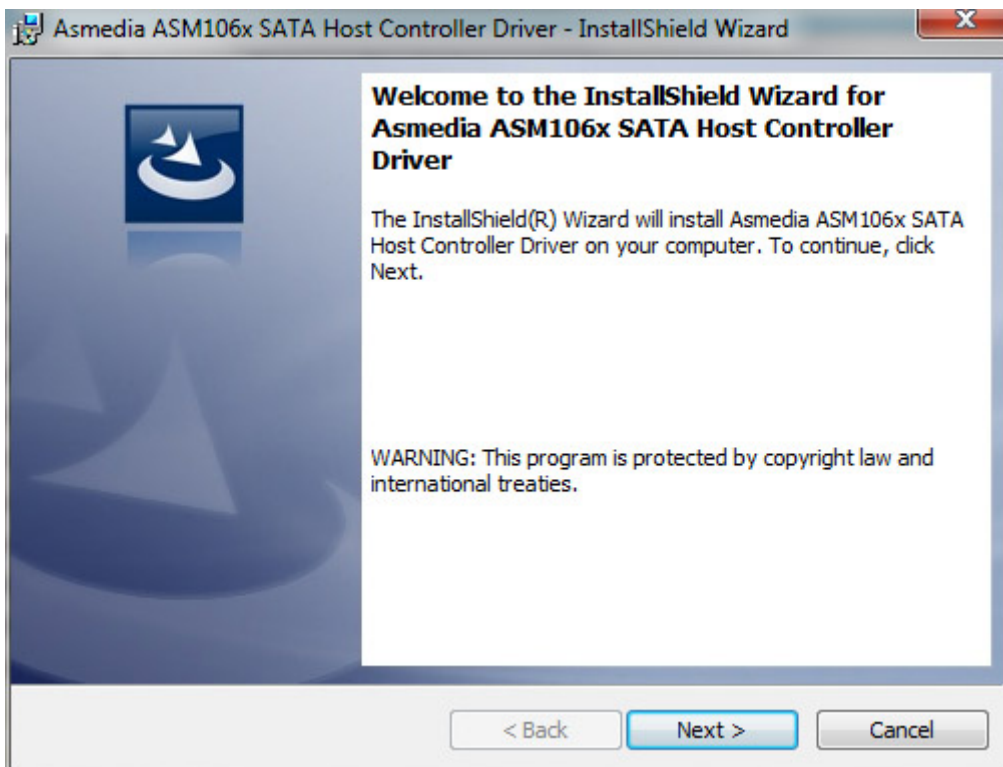 Asmedia ASM106x SATA Host Controller Driver - InstallShield Wizard
Welcome to the InstallShield Wizard for
Asmedia ASM106x SATA Host Controller
Driver
The InstallShield(R) Wizard will install Asmedia ASM106x SATA
Host Controller Driver on your computer. To continue, click
Next.
WARNING: This program is protected by copyright law and
international treaties.
< Back
Next >
Cancel